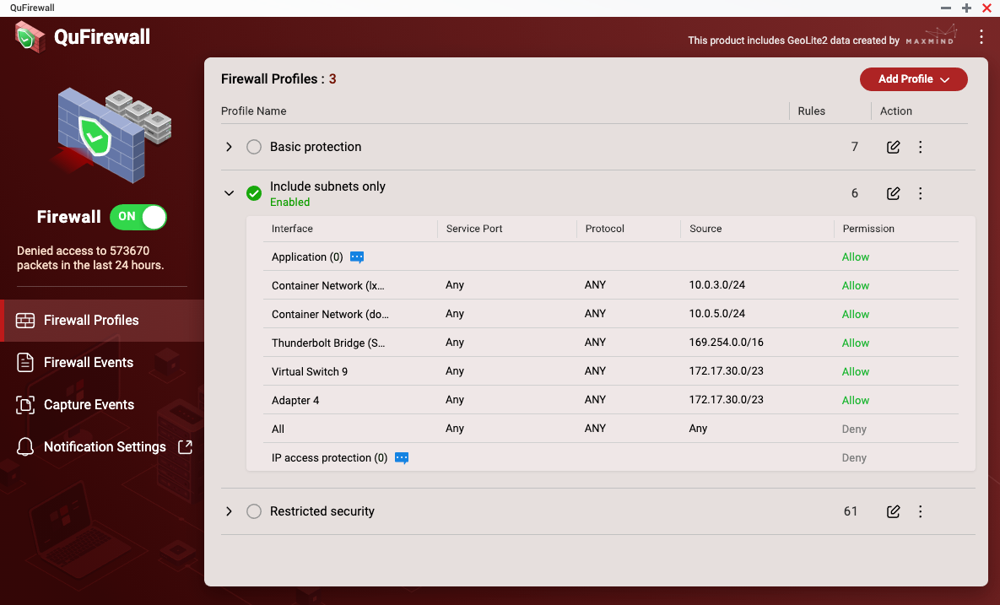 QuFirewall
QuFirewall
This product includes GeoLite2 data created by MAXMIND
Firewall Profiles : 3
Add Profile
Profile Name Rules Action
Basic protection 7
Include subnets only 6
Enabled
Interface Service Port Protocol Source Permission
Application (0) Allow
Container Network (lx... Any ANY 10.0.3.0/24 Allow
Container Network (do... Any ANY 10.0.5.0/24 Allow
Thunderbolt Bridge (S... Any ANY 169.254.0.0/16 Allow
Virtual Switch 9 Any ANY 172.17.30.0/23 Allow
Adapter 4 Any ANY 172.17.30.0/23 Allow
All Any ANY Any Deny
IP access protection (0) Deny
Restricted security 61
Firewall ON
Denied access to 573670
packets in the last 24 hours.
Firewall Profiles
Firewall Events
Capture Events
Notification Settings